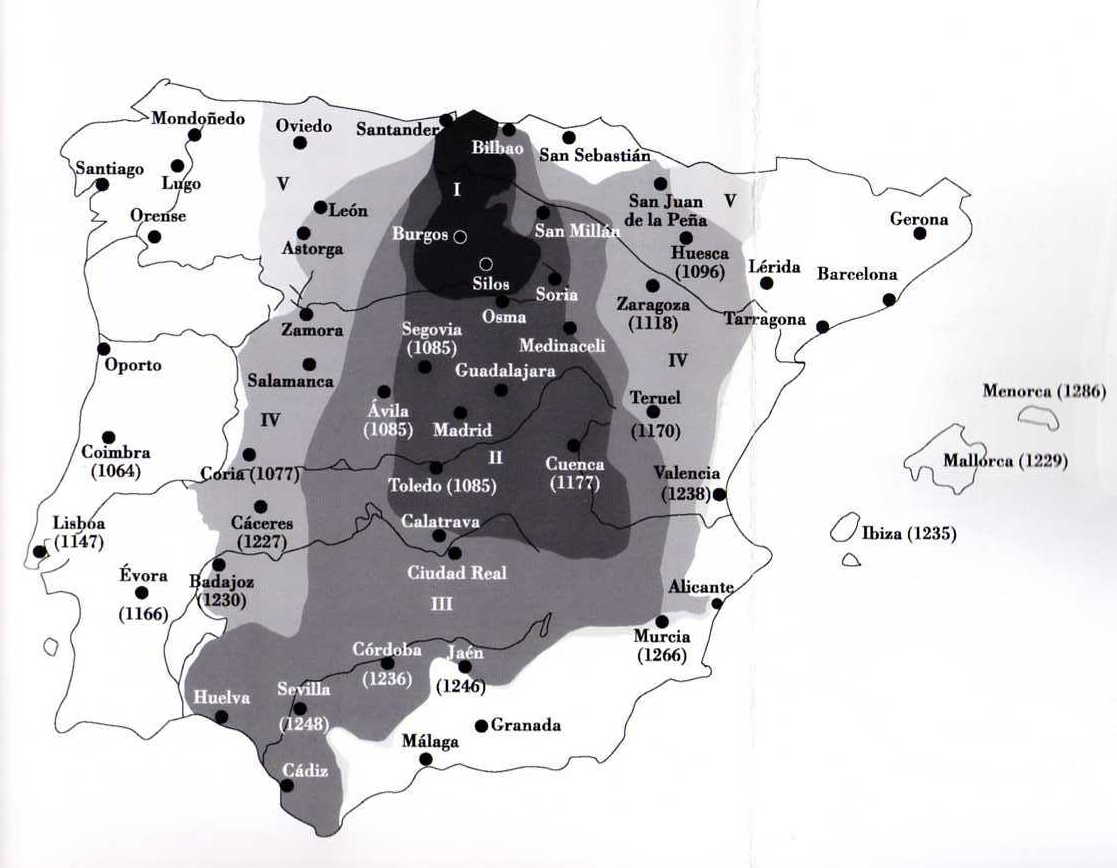 Mondoñedo
Oviedo
Santander
Bilbao
San Sebastián
Santiago
Lugo
V
I
San Juan
de la Peña
V
Orense
León
Astorga
Burgos
San Millán
Gerona
Huesca
(1096)
Lérida
Barcelona
Silos
Soria
Osma
Zaragoza
(1118)
Tarragona
Zamora
Segovia
(1085)
Medinaceli
Oporto
Salamanca
Guadalajara
IV
Ávila
(1085)
Madrid
Teruel
(1170)
Menorca (1286)
IV
Coimbra
(1064)
Coria (1077)
II
Cuenca
(1177)
Mallorca (1229)
Toledo (1085)
Valencia
(1238)
Lisboa
(1147)
Cáceres
(1227)
Calatrava
Ibiza (1235)
Ciudad Real
Évora
(1166)
Badajoz
(1230)
Alicante
III
Murcia
(1266)
Córdoba
(1236)
Jaén
(1246)
Huelva
Sevilla
(1248)
Granada
Málaga
Cádiz